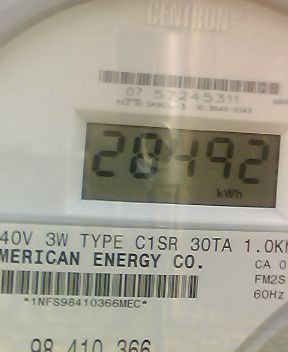 CENTRON
07 57245311
28492
kWh
40V 3W TYPE C1SR 30TA 1.0K
MERICAN ENERGY CO.
CA 0
FM2S
60Hz
*1NFS98410366MEC*
98 410 366